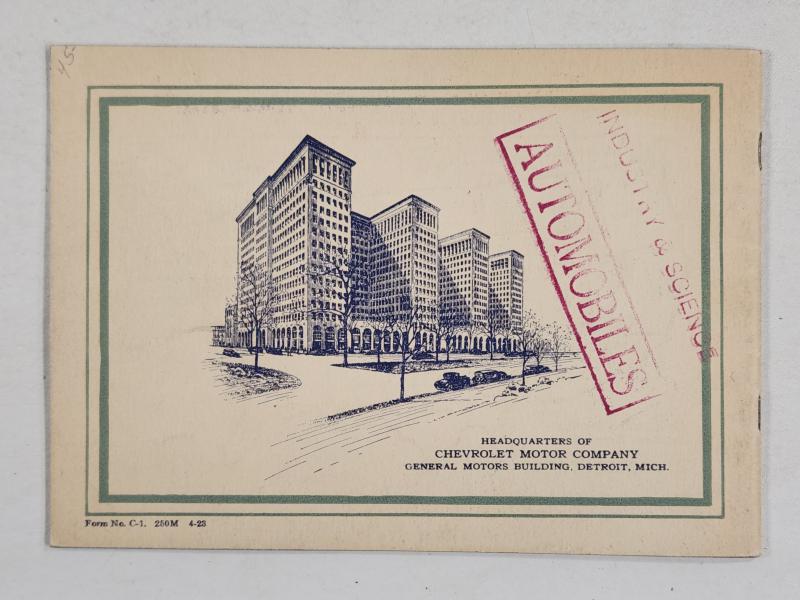 45
INDUSTRY & SCIENCE
AUTOMOBILES
HEADQUARTERS OF
CHEVROLET MOTOR COMPANY
GENERAL MOTORS BUILDING, DETROIT, MICH.
Form No. C-1. 250M 4-23